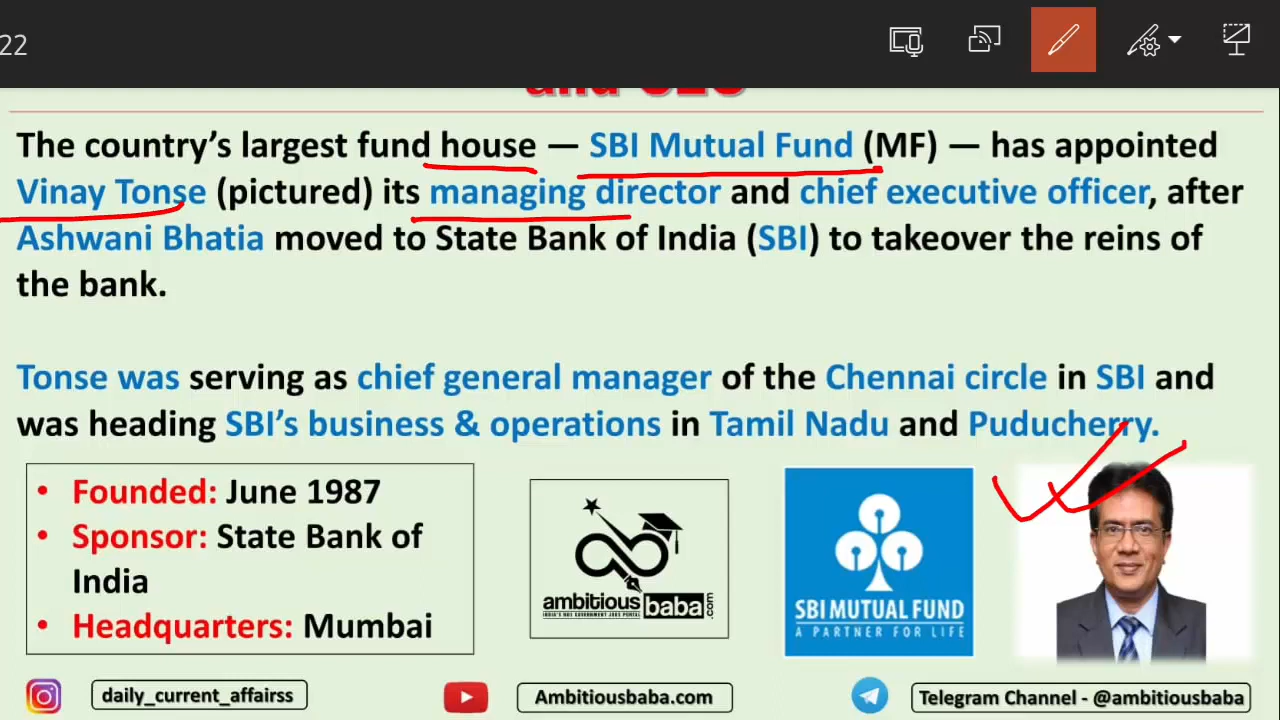 22
and CEO
The country's largest fund house — SBI Mutual Fund (MF) — has appointed
Vinay Tonse (pictured) its managing director and chief executive officer, after
Ashwani Bhatia moved to State Bank of India (SBI) to takeover the reins of
the bank.
Tonse was serving as chief general manager of the Chennai circle in SBI and
was heading SBI's business & operations in Tamil Nadu and Puducherry.
• Founded: June 1987
• Sponsor: State Bank of
India
• Headquarters: Mumbai
ambitiousbaba.com
INDIA'S NO1 GOVERNMENT JOBS PORTAL
SBI MUTUAL FUND
A PARTNER FOR LIFE
daily_current_affairss
Ambitiousbaba.com
Telegram Channel - @ambitiousbaba